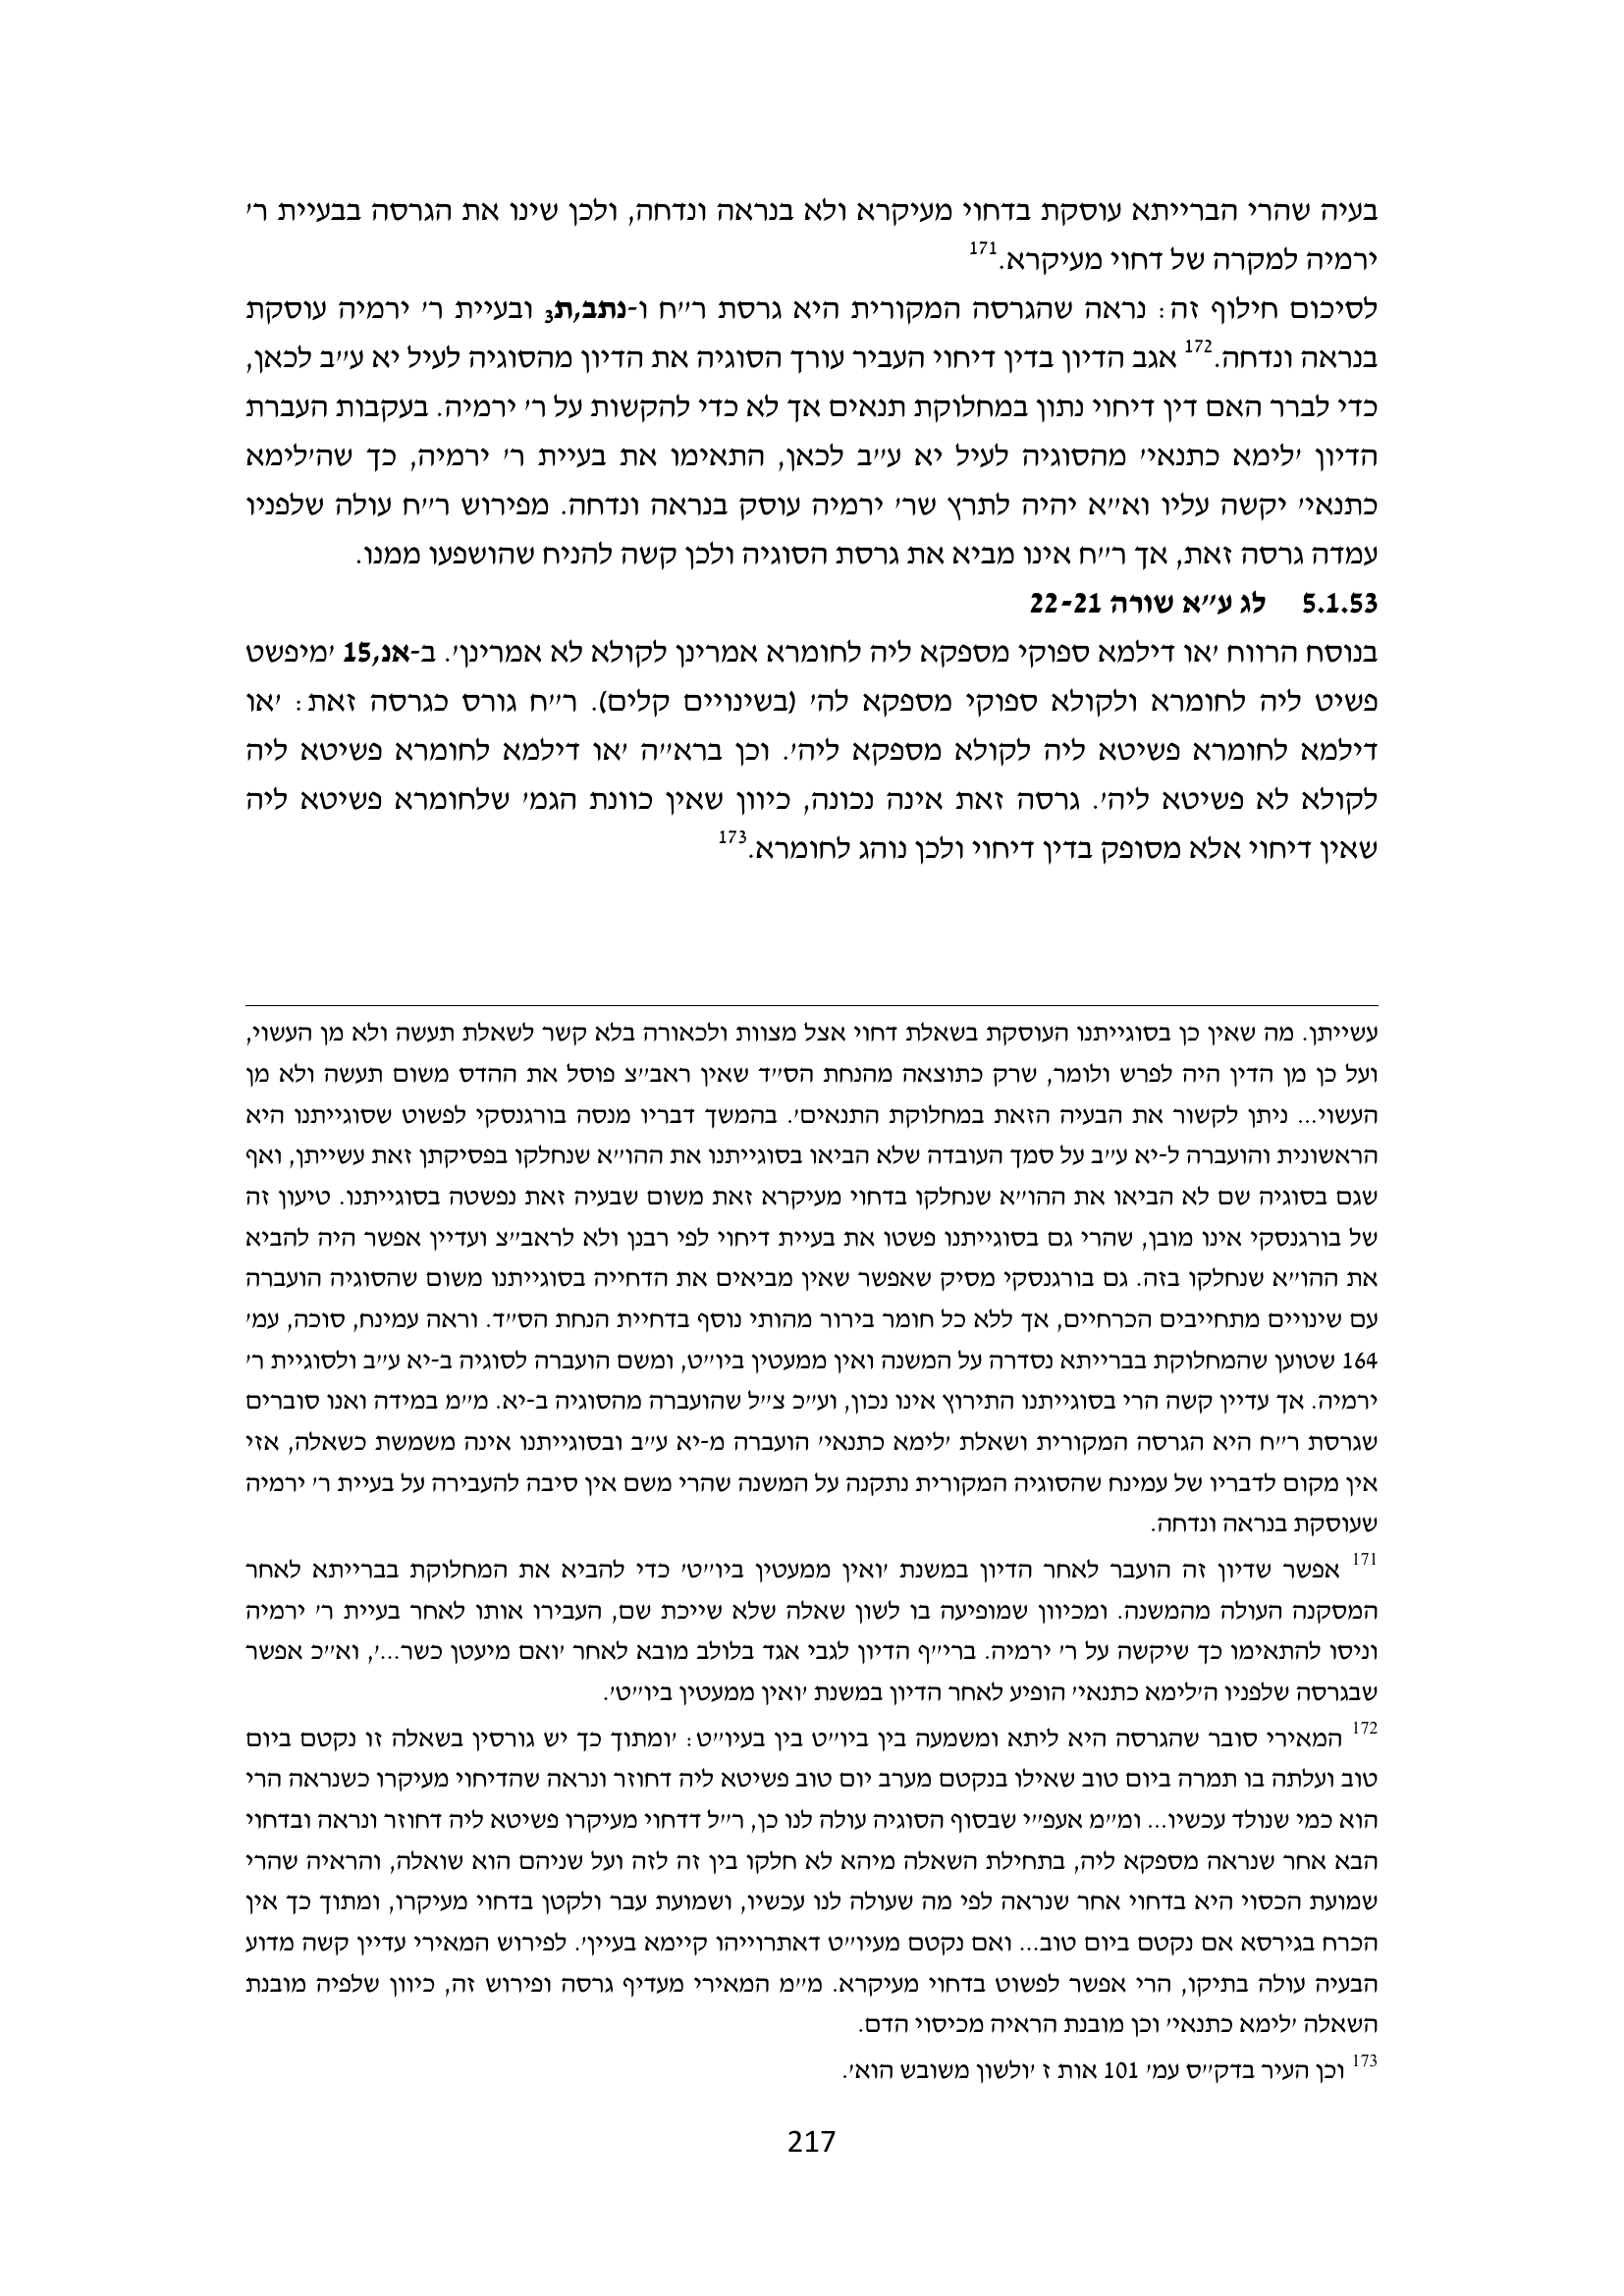 בעיה שהרי הברייתא עוסקת בדחוי מעיקרא ולא בנראה ונדחה, ולכן שינו את הגרסה בבעיית ר'
ירמיה למקרה של דחוי מעיקרא.171
לסיכום חילוף זה: נראה שהגרסה המקורית היא גרסת ר"ח ו-נתב,ת3 ובעיית ר' ירמיה עוסקת
בנראה ונדחה.172 אגב הדיון בדין דיחוי העביר עורך הסוגיה את הדיון מהסוגיה לעיל יא ע"ב לכאן,
כדי לברר האם דין דיחוי נתון במחלוקת תנאים אך לא כדי להקשות על ר' ירמיה. בעקבות העברת
הדיון 'לימא כתנאי' מהסוגיה לעיל יא ע"ב לכאן, התאימו את בעיית ר' ירמיה, כך שה'לימא
כתנאי' יקשה עליו וא"א יהיה לתרץ שר' ירמיה עוסק בנראה ונדחה. מפירוש ר"ח עולה שלפניו
עמדה גרסה זאת, אך ר"ח אינו מביא את גרסת הסוגיה ולכן קשה להניח שהושפעו ממנו.
5.1.53 לג ע"א שורה 22-21
בנוסח הרווח 'או דילמא ספוקי מספקא ליה לחומרא אמרינן לקולא לא אמרינן'. ב-אנ,15 'מיפשט
פשיט ליה לחומרא ולקולא ספוקי מספקא לה' (בשינויים קלים). ר"ח גורס כגרסה זאת: 'או
דילמא לחומרא פשיטא ליה לקולא מספקא ליה'. וכן ברא"ה 'או דילמא לחומרא פשיטא ליה
לקולא לא פשיטא ליה'. גרסה זאת אינה נכונה, כיוון שאין כוונת הגמ' שלחומרא פשיטא ליה
שאין דיחוי אלא מסופק בדין דיחוי ולכן נוהג לחומרא.173
עשייתן. מה שאין כן בסוגייתנו העוסקת בשאלת דחוי אצל מצוות ולכאורה בלא קשר לשאלת תעשה ולא מן העשוי,
ועל כן מן הדין היה לפרש ולומר, שרק כתוצאה מהנחת הס"ד שאין ראב"צ פוסל את ההדס משום תעשה ולא מן
העשוי... ניתן לקשור את הבעיה הזאת במחלוקת התנאים'. בהמשך דבריו מנסה בורגנסקי לפשוט שסוגייתנו היא
הראשונית והועברה ל-יא ע"ב על סמך העובדה שלא הביאו בסוגייתנו את ההו"א שנחלקו בפסיקתן זאת עשייתן, ואף
שגם בסוגיה שם לא הביאו את ההו"א שנחלקו בדחוי מעיקרא זאת משום שבעיה זאת נפשטה בסוגייתנו. טיעון זה
של בורגנסקי אינו מובן, שהרי גם בסוגייתנו פשטו את בעיית דיחוי לפי רבנן ולא לראב"צ ועדיין אפשר היה להביא
את ההו"א שנחלקו בזה. גם בורגנסקי מסיק שאפשר שאין מביאים את הדחייה בסוגייתנו משום שהסוגיה הועברה
עם שינויים מתחייבים הכרחיים, אך ללא כל חומר בירור מהותי נוסף בדחיית הנחת הס"ד. וראה עמינח, סוכה, עמ'
164 שטוען שהמחלוקת בברייתא נסדרה על המשנה ואין ממעטין ביו"ט, ומשם הועברה לסוגיה ב-יא ע"ב ולסוגיית ר'
ירמיה. אך עדיין קשה הרי בסוגייתנו התירוץ אינו נכון, וע"כ צ"ל שהועברה מהסוגיה ב-יא. מ"מ במידה ואנו סוברים
שגרסת ר"ח היא הגרסה המקורית ושאלת 'לימא כתנאי' הועברה מ-יא ע"ב ובסוגייתנו אינה משמשת כשאלה, אזי
אין מקום לדבריו של עמינח שהסוגיה המקורית נתקנה על המשנה שהרי משם אין סיבה להעבירה על בעיית ר' ירמיה
שעוסקת בנראה ונדחה.
171 אפשר שדיון זה הועבר לאחר הדיון במשנת 'ואין ממעטין ביו"ט' כדי להביא את המחלוקת בברייתא לאחר
המסקנה העולה מהמשנה. ומכיוון שמופיעה בו לשון שאלה שלא שייכת שם, העבירו אותו לאחר בעיית ר' ירמיה
וניסו להתאימו כך שיקשה על ר' ירמיה. ברי"ף הדיון לגבי אגד בלולב מובא לאחר 'ואם מיעטן כשר...', וא"כ אפשר
שבגרסה שלפניו ה'לימא כתנאי' הופיע לאחר הדיון במשנת 'ואין ממעטין ביו"ט'.
172 המאירי סובר שהגרסה היא ליתא ומשמעה בין ביו"ט בין בעיו"ט: 'ומתוך כך יש גורסין בשאלה זו נקטם ביום
טוב ועלתה בו תמרה ביום טוב שאילו בנקטם מערב יום טוב פשיטא ליה דחוזר ונראה שהדיחוי מעיקרו כשנראה הרי
הוא כמי שנולד עכשיו... ומ"מ אעפ"י שבסוף הסוגיה עולה לנו כן, ר"ל דדחוי מעיקרו פשיטא ליה דחוזר ונראה ובדחוי
הבא אחר שנראה מספקא ליה, בתחילת השאלה מיהא לא חלקו בין זה לזה ועל שניהם הוא שואלה, והראיה שהרי
שמועת הכסוי היא בדחוי אחר שנראה לפי מה שעולה לנו עכשיו, ושמועת עבר ולקטן בדחוי מעיקרו, ומתוך כך אין
הכרח בגירסא אם נקטם ביום טוב... ואם נקטם מעיו"ט דאתרוייהו קיימא בעיין'. לפירוש המאירי עדיין קשה מדוע
הבעיה עולה בתיקו, הרי אפשר לפשוט בדחוי מעיקרא. מ"מ המאירי מעדיף גרסה ופירוש זה, כיוון שלפיה מובנת
השאלה 'לימא כתנאי' וכן מובנת הראיה מכיסוי הדם.
173 וכן העיר בדק"ס עמ' 101 אות ז 'ולשון משובש הוא'.
217